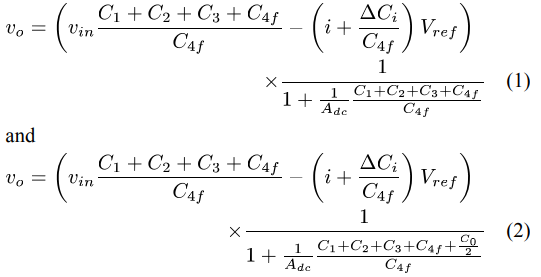 v_o = \left( v_{in} \frac{C_1 + C_2 + C_3 + C_{4f}}{C_{4f}} - \left( i + \frac{\Delta C_i}{C_{4f}} \right) V_{ref} \right)
\times \frac{1}{1 + \frac{1}{A_{dc}} \frac{C_1 + C_2 + C_3 + C_{4f}}{C_{4f}}} (1)
and
v_o = \left( v_{in} \frac{C_1 + C_2 + C_3 + C_{4f}}{C_{4f}} - \left( i + \frac{\Delta C_i}{C_{4f}} \right) V_{ref} \right)
\times \frac{1}{1 + \frac{1}{A_{dc}} \frac{C_1 + C_2 + C_3 + C_{4f} + \frac{C_0}{2}}{C_{4f}}} (2)